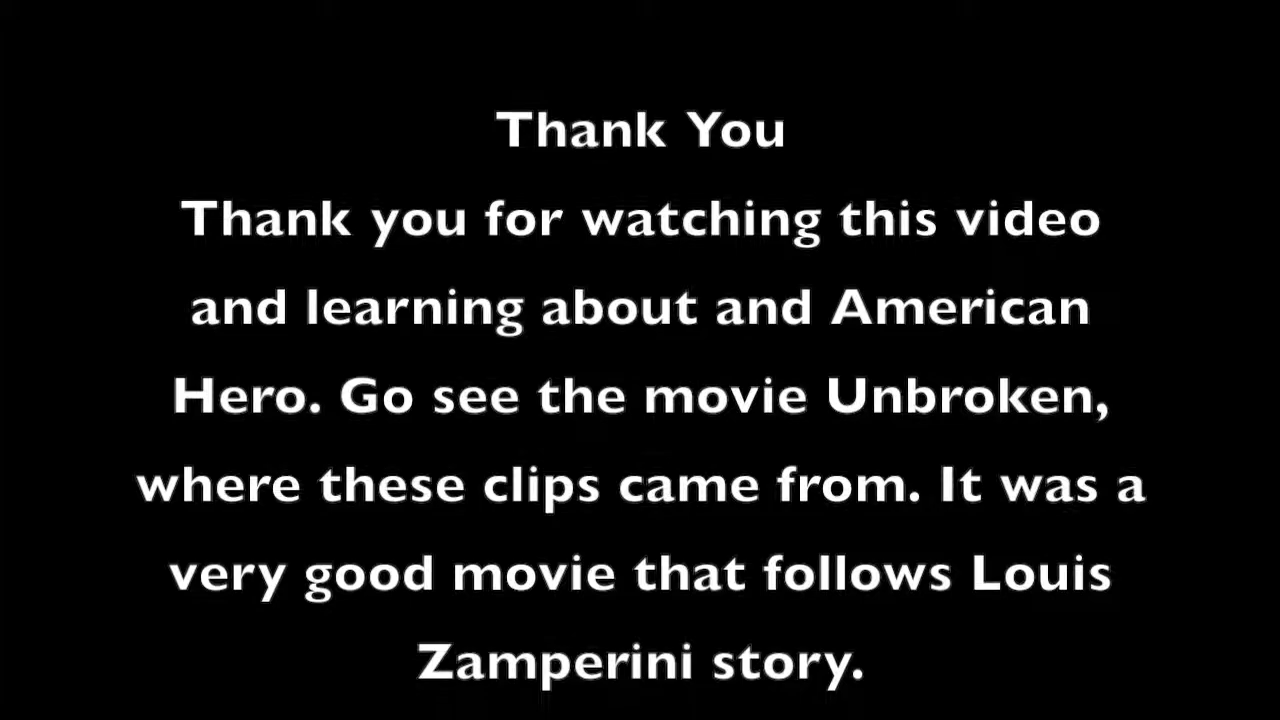 Thank You
Thank you for watching this video
and learning about and American
Hero. Go see the movie Unbroken,
where these clips came from. It was a
very good movie that follows Louis
Zamperini story.